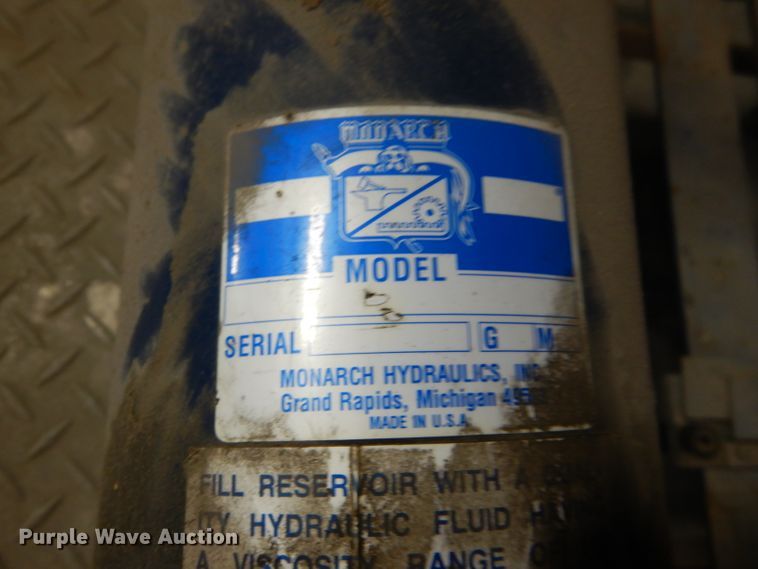 MONARCH
MODEL
SERIAL G M
MONARCH HYDRAULICS, INC
Grand Rapids, Michigan
MADE IN U.S.A.
FILL RESERVOIR WITH A
ITY HYDRAULIC FLUID
A VISCOSITY RANGE
Purple Wave Auction